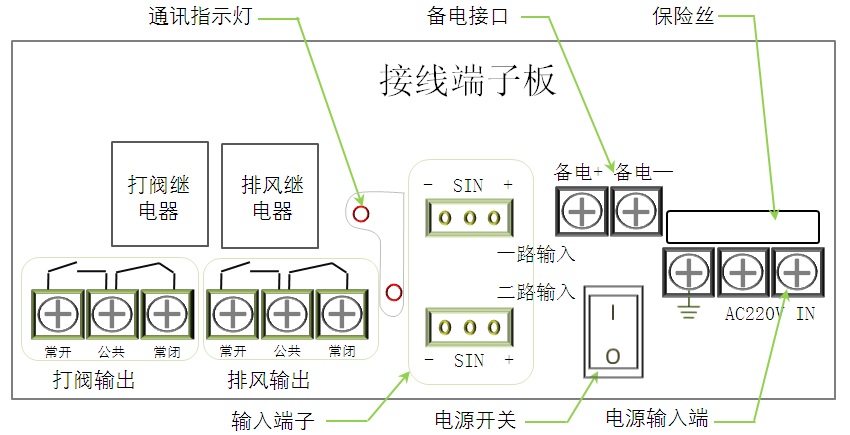 通讯指示灯 备电接口 保险丝
接线端子板
打阀继
电器
排风继
电器
- SIN +
备电+ 备电—
一路输入
二路输入
AC220V IN
- SIN +
I
O
常开 公共 常闭
常开 公共 常闭
打阀输出
排风输出
输入端子 电源开关 电源输入端